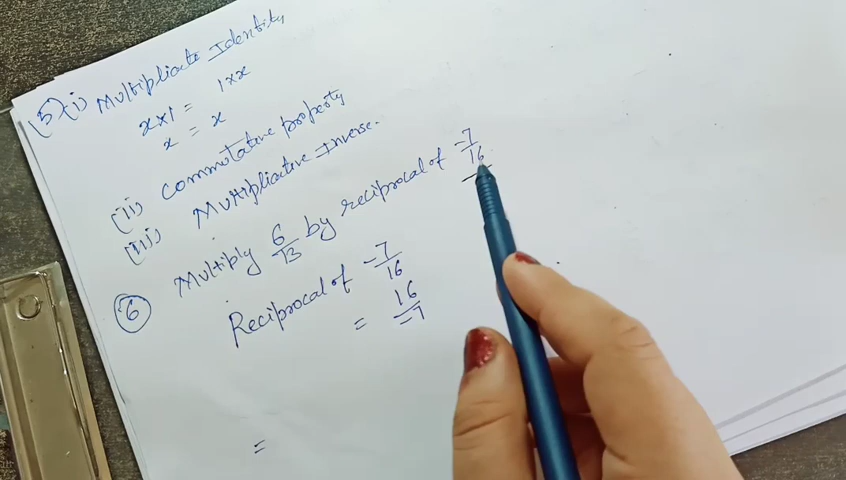 (5) (i) Multiplicate Identity
x×1 = 1×x
x = x
(ii) Commutative property
(iii) Multiplicative Inverse.
(6) Multiply 6/13 by reciprocal of -7/16
Reciprocal of -7/16
= 16/-7
=